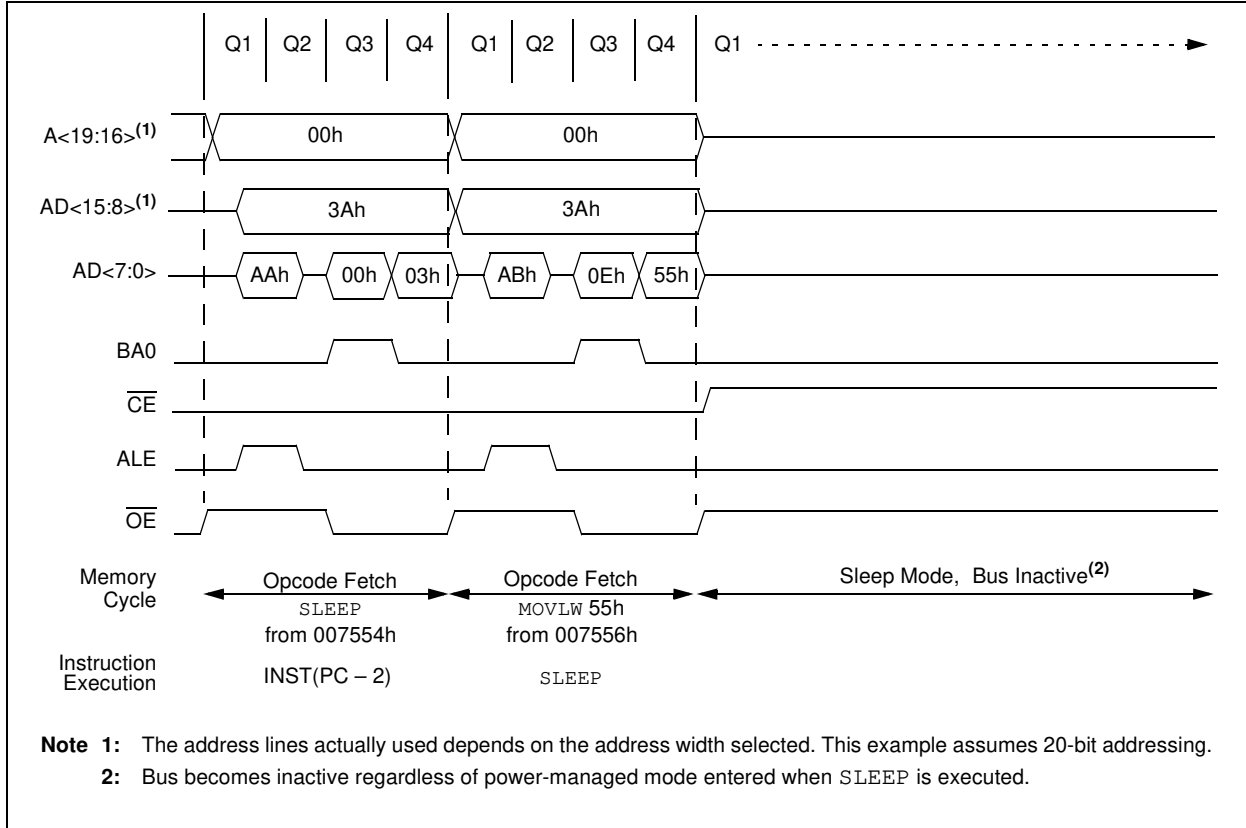 Q1 Q2 Q3 Q4 Q1 Q2 Q3 Q4 Q1
A<19:16>(1) 00h 00h
AD<15:8>(1) 3Ah 3Ah
AD<7:0> AAh 00h 03h ABh 0Eh 55h
BA0
CE
ALE
OE
Memory Cycle
Opcode Fetch
SLEEP
from 007554h
Opcode Fetch
MOVLW 55h
from 007556h
Sleep Mode, Bus Inactive(2)
Instruction Execution
INST(PC – 2)
SLEEP
Note 1: The address lines actually used depends on the address width selected. This example assumes 20-bit addressing.
2: Bus becomes inactive regardless of power-managed mode entered when SLEEP is executed.